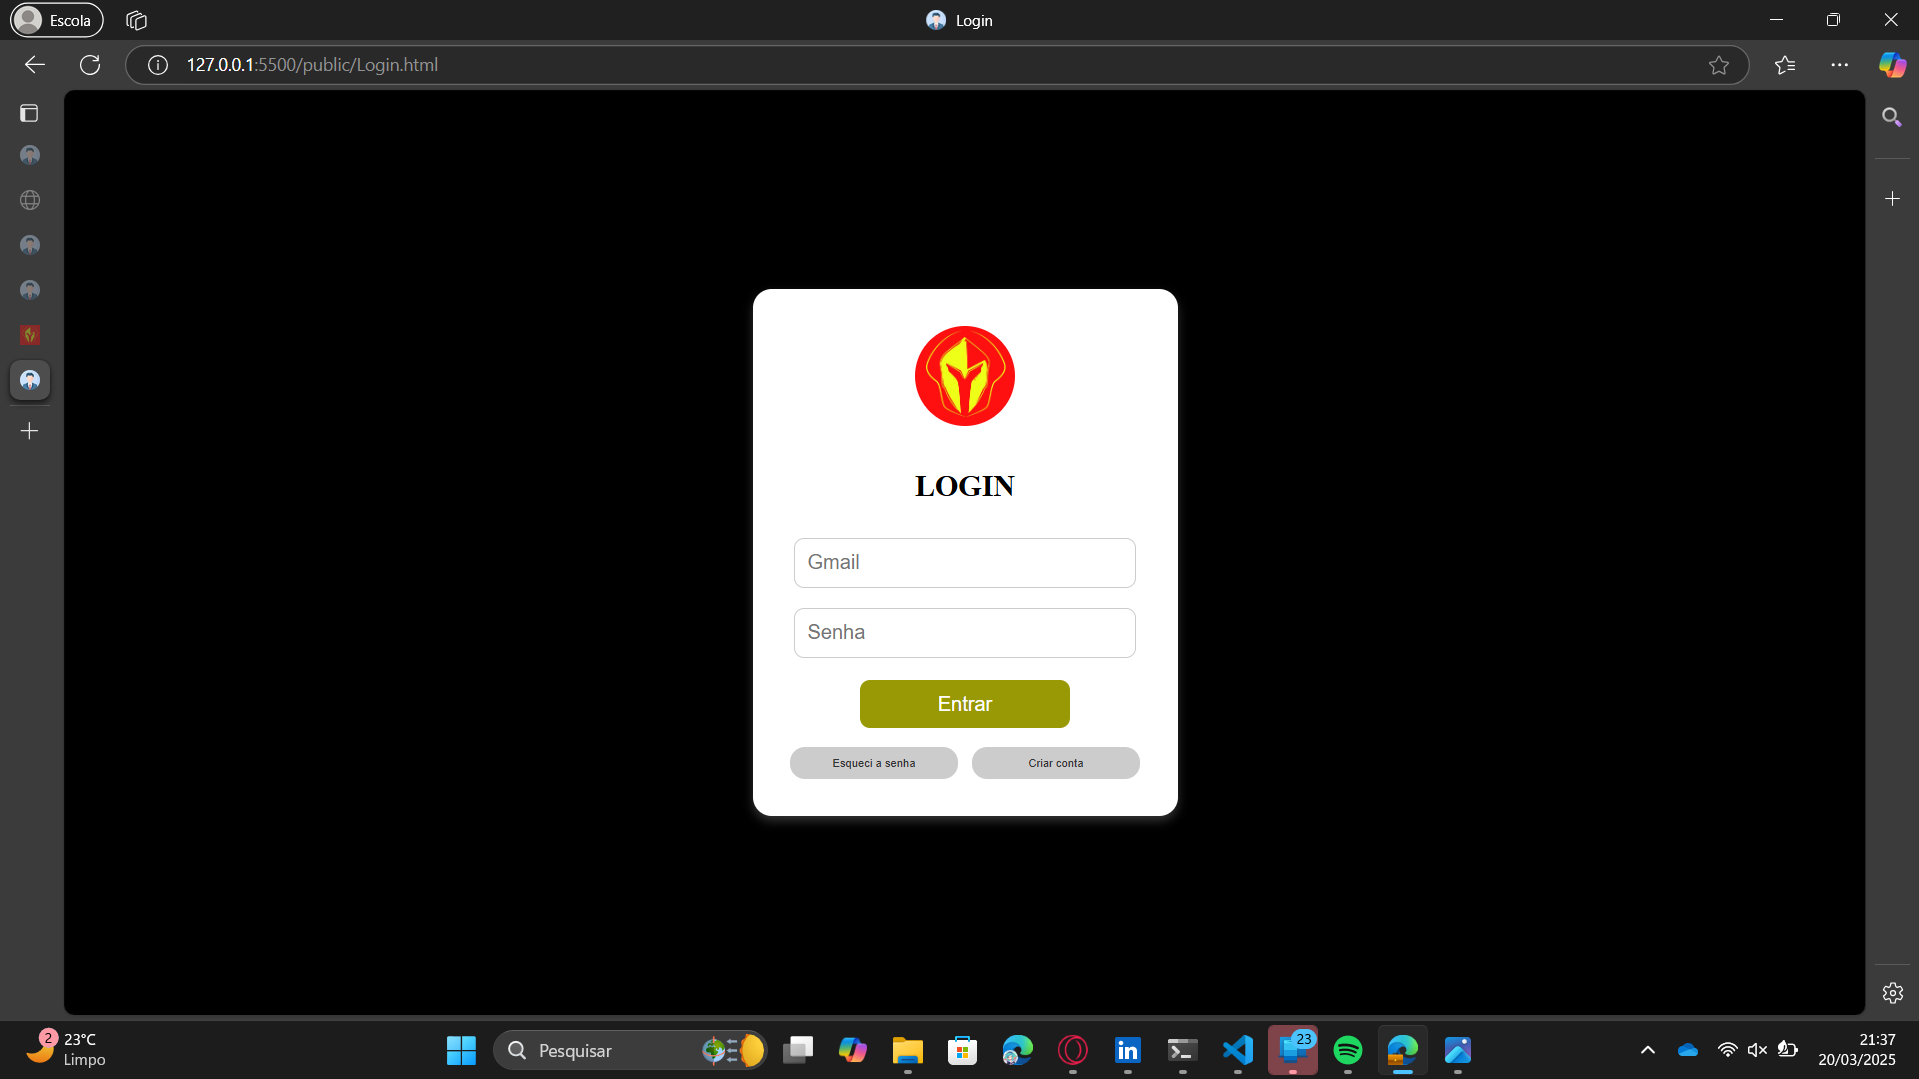 Escola
Login
127.0.0.1:5500/public/Login.html
LOGIN
Gmail
Senha
Entrar
Esqueci a senha
Criar conta
2
23°C
Limpo
Pesquisar
in
23
21:37
20/03/2025